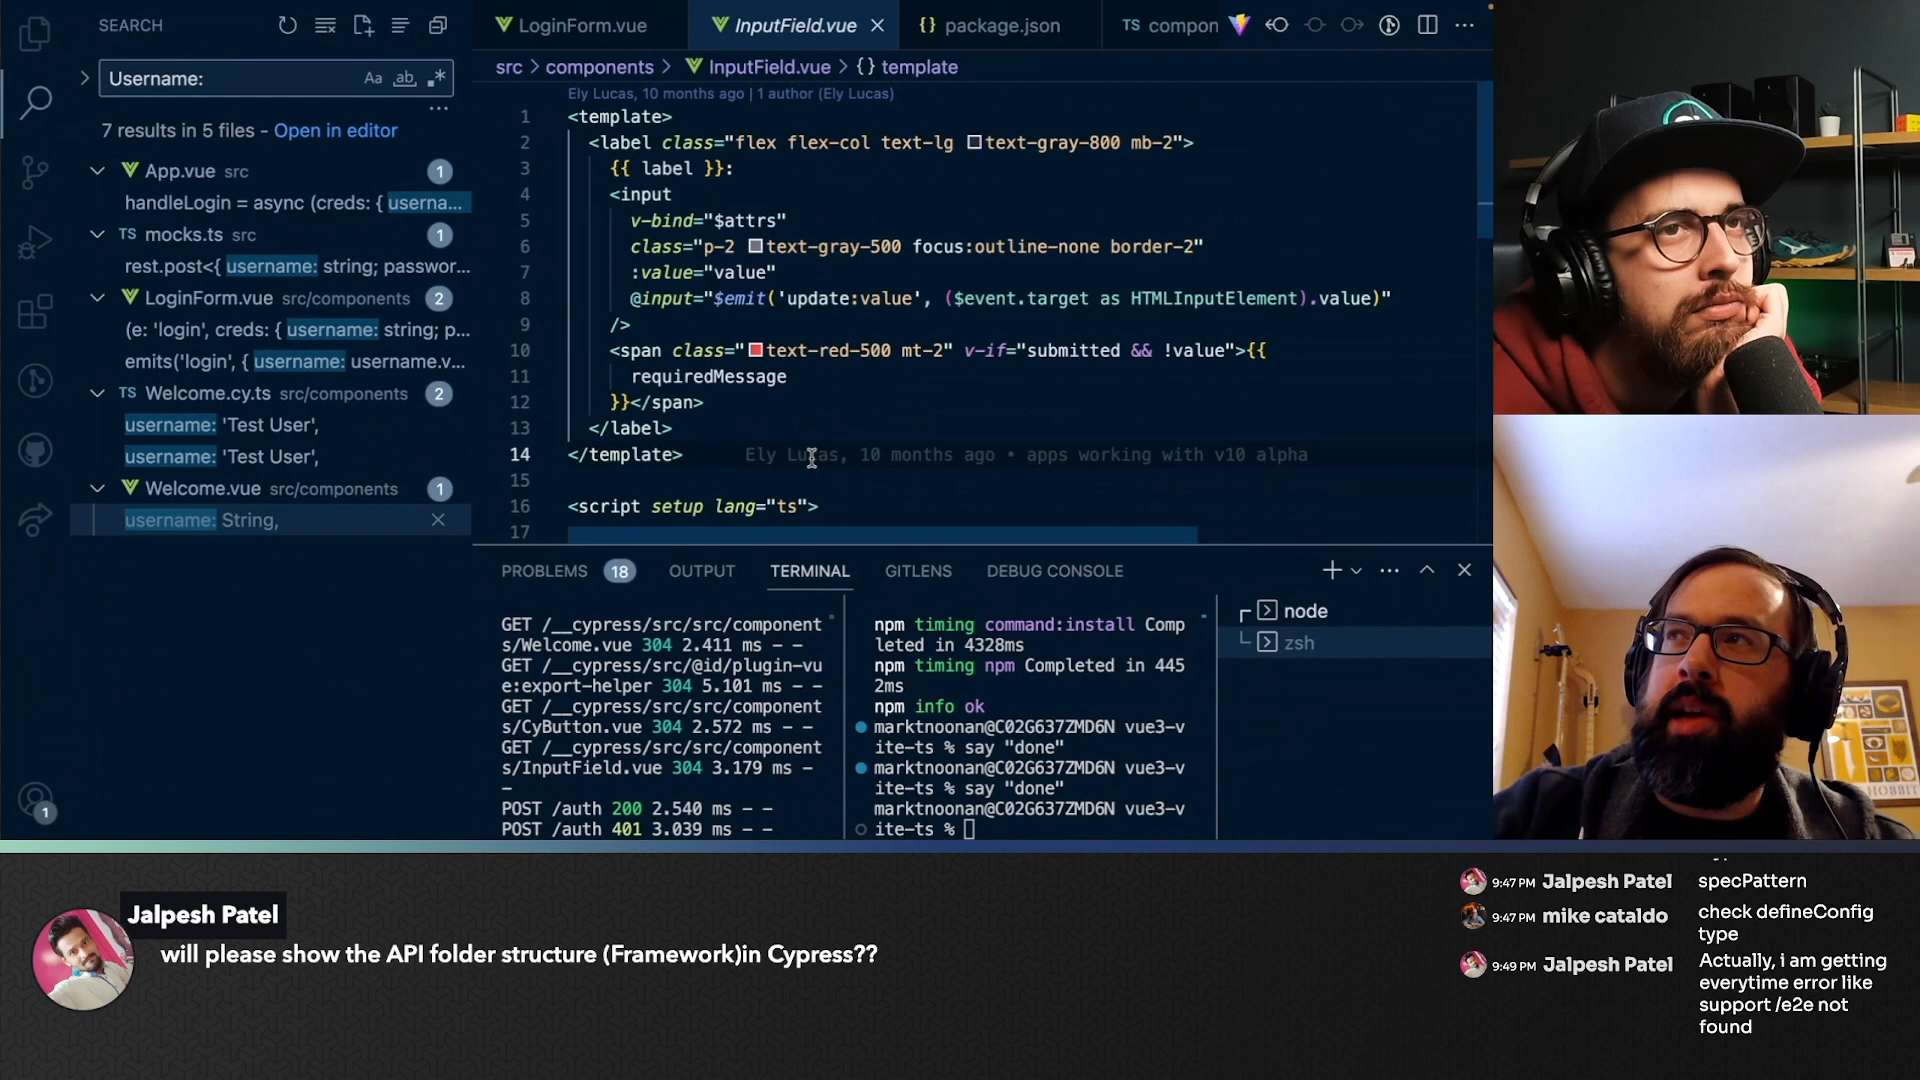 SEARCH
Username:
Aa
ab
7 results in 5 files - Open in editor
App.vue src
1
handleLogin = async (creds: { userna...
TS mocks.ts src
1
rest.post<{ username: string; passwor...
LoginForm.vue src/components
2
(e: 'login', creds: { username: string; p...
emits('login', { username: username.v...
TS Welcome.cy.ts src/components
2
username: 'Test User',
username: 'Test User',
Welcome.vue src/components
1
username: String,
1
LoginForm.vue
InputField.vue
{} package.json
TS compon
src > components > InputField.vue > {} template
Ely Lucas, 10 months ago | 1 author (Ely Lucas)
1 <template>
2 <label class="flex flex-col text-lg text-gray-800 mb-2">
3 {{ label }}:
4 <input
5 v-bind="$attrs"
6 class="p-2 text-gray-500 focus:outline-none border-2"
7 :value="value"
8 @input="$emit('update:value', ($event.target as HTMLInputElement).value)"
9 />
10 <span class="text-red-500 mt-2" v-if="submitted && !value">{{
11 requiredMessage
12 }}</span>
13 </label>
14 </template> Ely Lucas, 10 months ago • apps working with v10 alpha
15
16 <script setup lang="ts">
17
PROBLEMS 18 OUTPUT TERMINAL GITLENS DEBUG CONSOLE
GET /__cypress/src/src/component
s/Welcome.vue 304 2.411 ms - -
GET /__cypress/src/@id/plugin-vu
e:export-helper 304 5.101 ms - -
GET /__cypress/src/src/component
s/CyButton.vue 304 2.572 ms - -
GET /__cypress/src/src/component
s/InputField.vue 304 3.179 ms -
-
POST /auth 200 2.540 ms - -
POST /auth 401 3.039 ms - -
npm timing command:install Comp
leted in 4328ms
npm timing npm Completed in 445
2ms
npm info ok
marktnoonan@C02G637ZMD6N vue3-v
ite-ts % say "done"
marktnoonan@C02G637ZMD6N vue3-v
ite-ts % say "done"
marktnoonan@C02G637ZMD6N vue3-v
ite-ts %
node
zsh
HOBBIT
Jalpesh Patel
will please show the API folder structure (Framework)in Cypress??
9:47 PM Jalpesh Patel specPattern
9:47 PM mike cataldo check defineConfig
type
9:49 PM Jalpesh Patel Actually, i am getting
everytime error like
support /e2e not
found